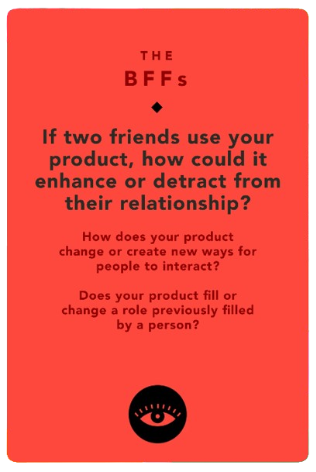 THE
BFFs
If two friends use your
product, how could it
enhance or detract from
their relationship?
How does your product
change or create new ways for
people to interact?
Does your product fill or
change a role previously filled
by a person?